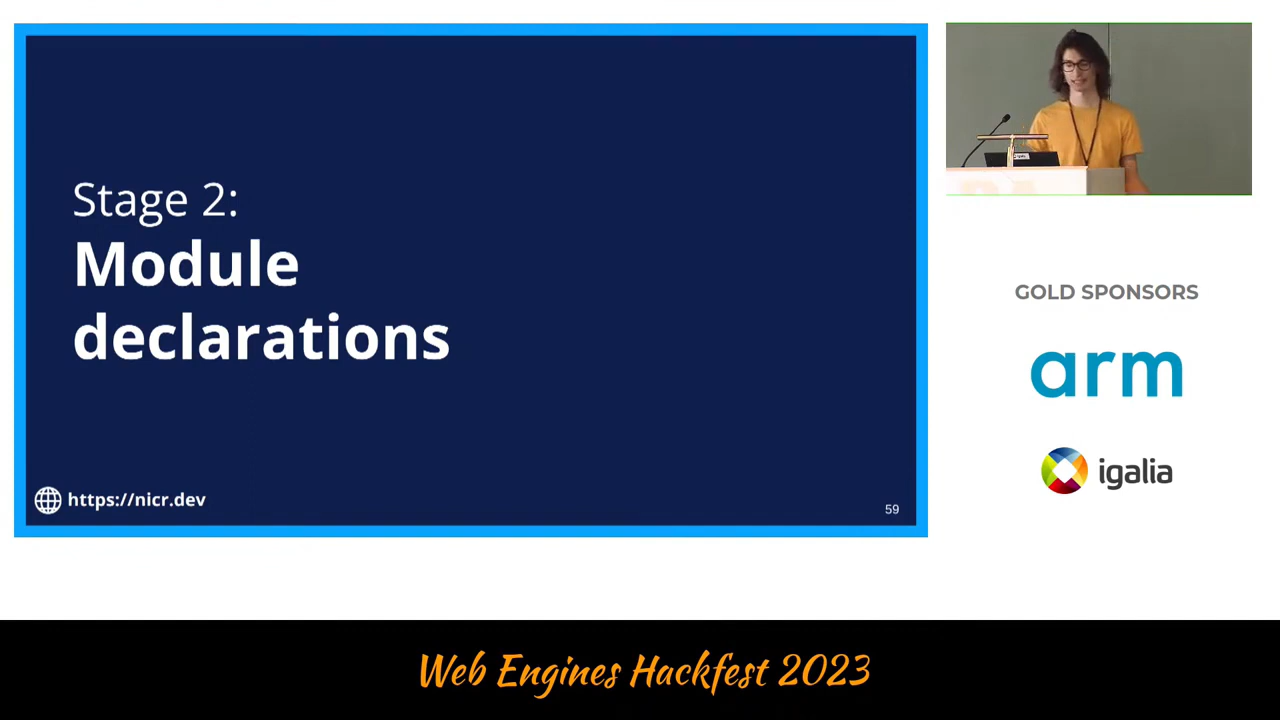 Stage 2:
Module
declarations
https://nicr.dev
59
GOLD SPONSORS
arm
igalia
Web Engines Hackfest 2023